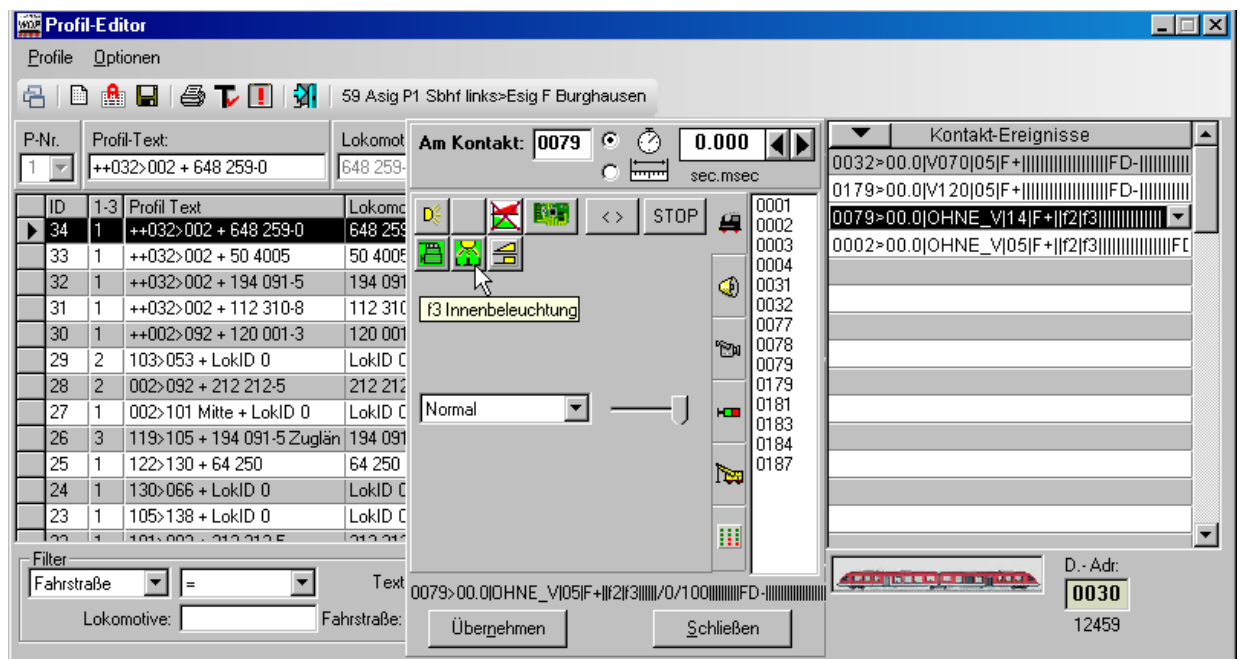 Profil-Editor
Profile Optionen
59 Asig P1 Sbhf links>Esig F Burghausen
P-Nr. Profil-Text: Lokomot
1 ++032>002 + 648 259-0 648 259-
ID 1-3 Profil Text Lokomo
34 1 ++032>002 + 648 259-0 648 259
33 1 ++032>002 + 50 4005 50 4005
32 1 ++032>002 + 194 091-5 194 091
31 1 ++032>002 + 112 310-8 112 310
30 1 ++002>092 + 120 001-3 120 001
29 2 103>053 + LokID 0 LokID 0
28 2 002>092 + 212 212-5 212 212
27 1 002>101 Mitte + LokID 0 LokID 0
26 3 119>105 + 194 091-5 Zuglän 194 091
25 1 122>130 + 64 250 64 250
24 1 130>066 + LokID 0 LokID 0
23 1 105>138 + LokID 0 LokID 0
Filter
Fahrstraße = Text
Lokomotive: Fahrstraße:
Am Kontakt: 0079 0.000
sec.msec
< > STOP
f3 Innenbeleuchtung
Normal
0001
0002
0003
0004
0031
0032
0077
0078
0079
0179
0181
0183
0184
0187
0079>00.0|OHNE_V|05|F+||f2|f3||||||/0/100|||||||||FD-||||||||||||||
Übernehmen Schließen
Kontakt-Ereignisse
0032>00.0|V070|05|F+|||||||||||||||||||FD-||||||||||
0179>00.0|V120|05|F+|||||||||||||||||||FD-||||||||||
0079>00.0|OHNE_V|14|F+||f2|f3|||||||||||||
0002>00.0|OHNE_V|05|F+||f2|f3||||||||||||||||F
D.- Adr:
0030
12459